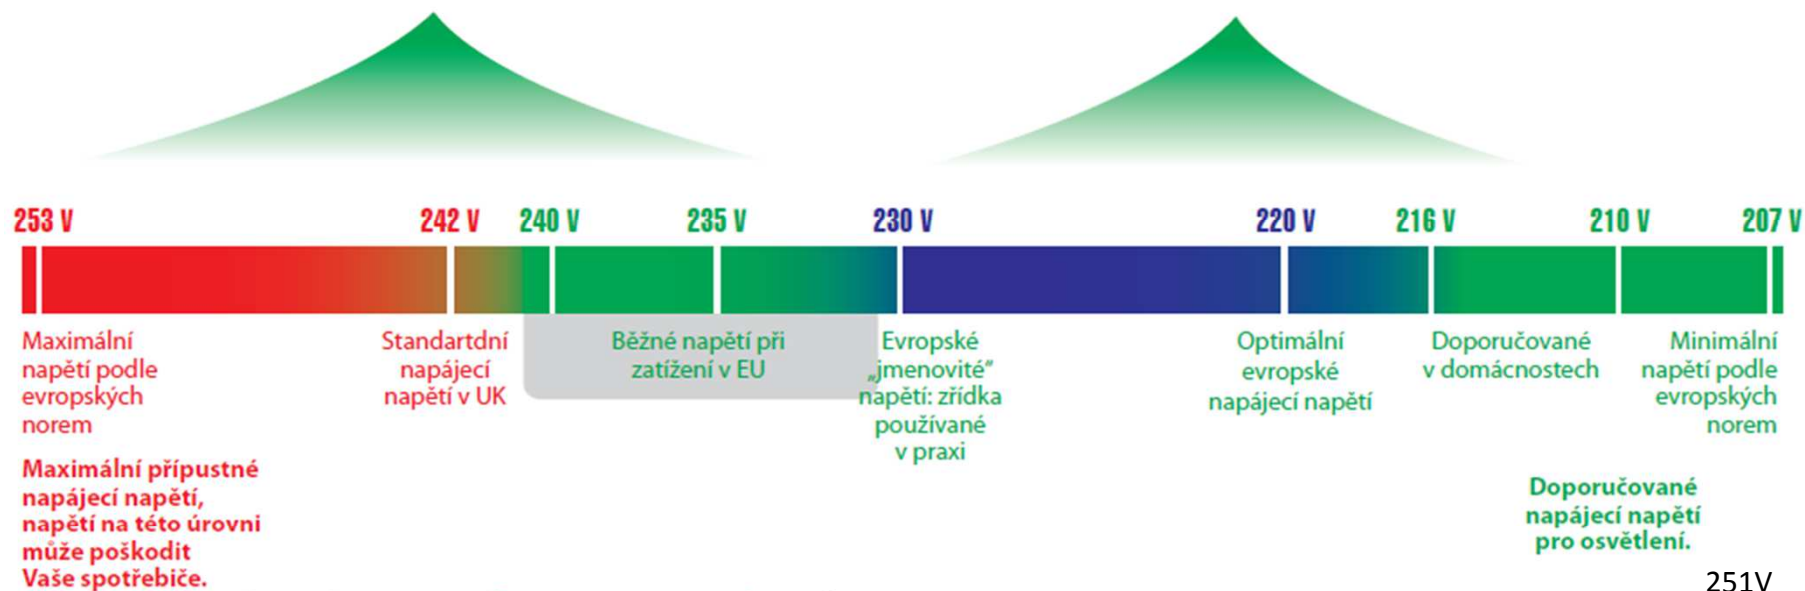 253 V
242 V
240 V
235 V
230 V
220 V
216 V
210 V
207 V
Maximální
napětí podle
evropských
norem
Standartdní
napájecí
napětí v UK
Běžné napětí při
zatížení v EU
Evropské
„jmenovité“
napětí: zřídka
používané
v praxi
Optimální
evropské
napájecí napětí
Doporučované
v domácnostech
Minimální
napětí podle
evropských
norem
Maximální přípustné
napájecí napětí,
napětí na této úrovni
může poškodit
Vaše spotřebiče.
Doporučované
napájecí napětí
pro osvětlení.
251V